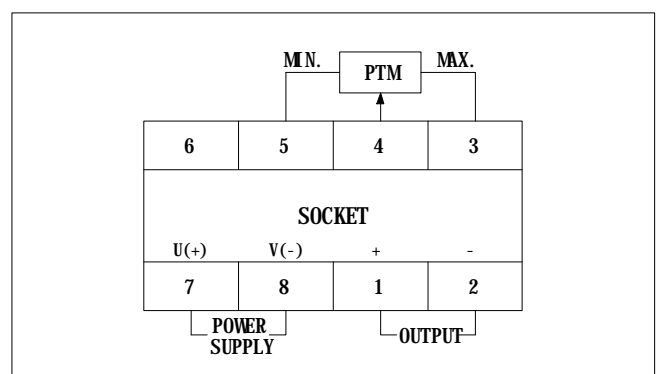 MIN. PTM MAX.
6 5 4 3
SOCKET
U(+) V(-) + -
7 8 1 2
POWER SUPPLY
OUTPUT